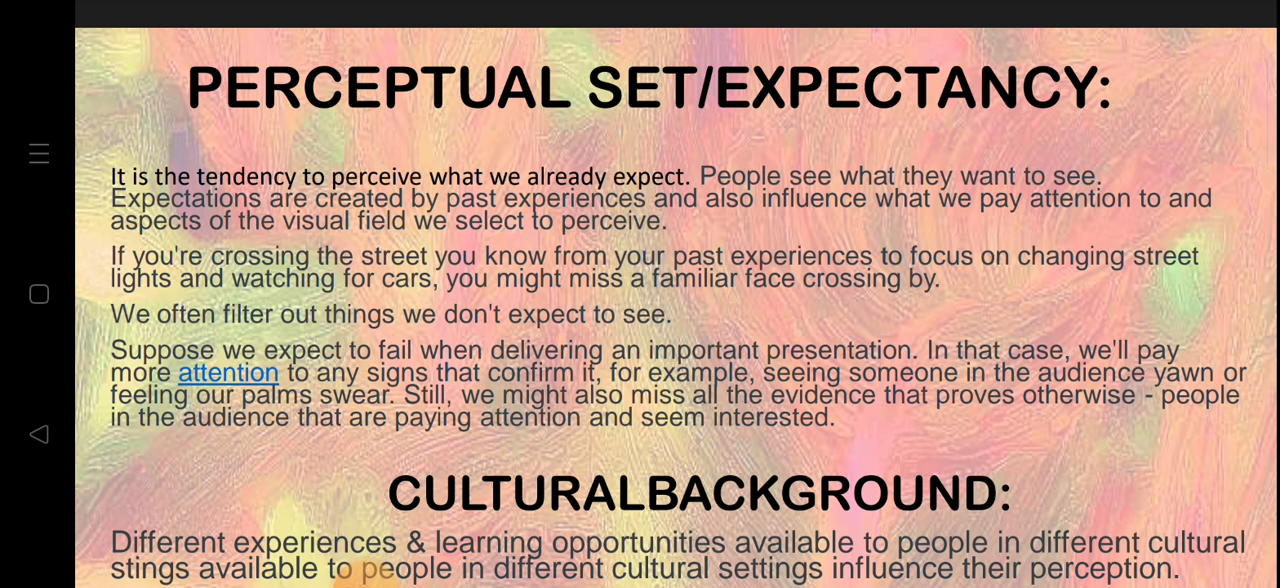 PERCEPTUAL SET/EXPECTANCY:
It is the tendency to perceive what we already expect. People see what they want to see.
Expectations are created by past experiences and also influence what we pay attention to and
aspects of the visual field we select to perceive.
If you're crossing the street you know from your past experiences to focus on changing street
lights and watching for cars, you might miss a familiar face crossing by.
We often filter out things we don't expect to see.
Suppose we expect to fail when delivering an important presentation. In that case, we'll pay
more attention to any signs that confirm it, for example, seeing someone in the audience yawn or
feeling our palms swear. Still, we might also miss all the evidence that proves otherwise - people
in the audience that are paying attention and seem interested.
CULTURALBACKGROUND:
Different experiences & learning opportunities available to people in different cultural
stings available to people in different cultural settings influence their perception.